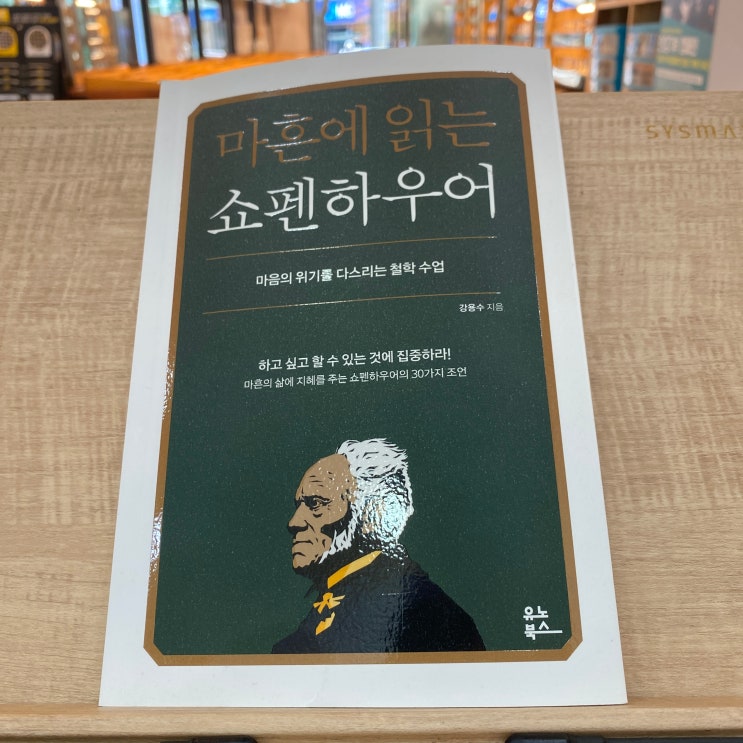 마흔에 읽는
쇼펜하우어
마음의 위기를 다스리는 철학 수업
강용수 지음
하고 싶고 할 수 있는 것에 집중하라!
마흔의 삶에 지혜를 주는 쇼펜하우어의 30가지 조언
유노
북스
SYSMA